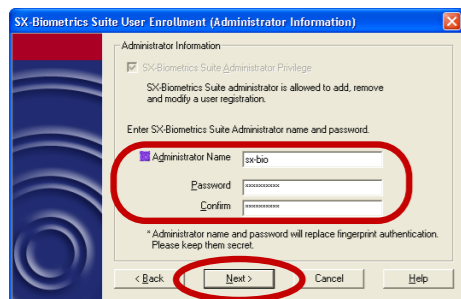 SX-Biometrics Suite User Enrollment (Administrator Information)
Administrator Information
SX-Biometrics Suite Administrator Privilege
SX-Biometrics Suite administrator is allowed to add, remove
and modify a user registration.
Enter SX-Biometrics Suite Administrator name and password.
Administrator Name sx-bio
Password xxxxxxxxxx
Confirm xxxxxxxxxx
* Administrator name and password will replace fingerprint authentication.
Please keep them secret.
< Back Next > Cancel Help